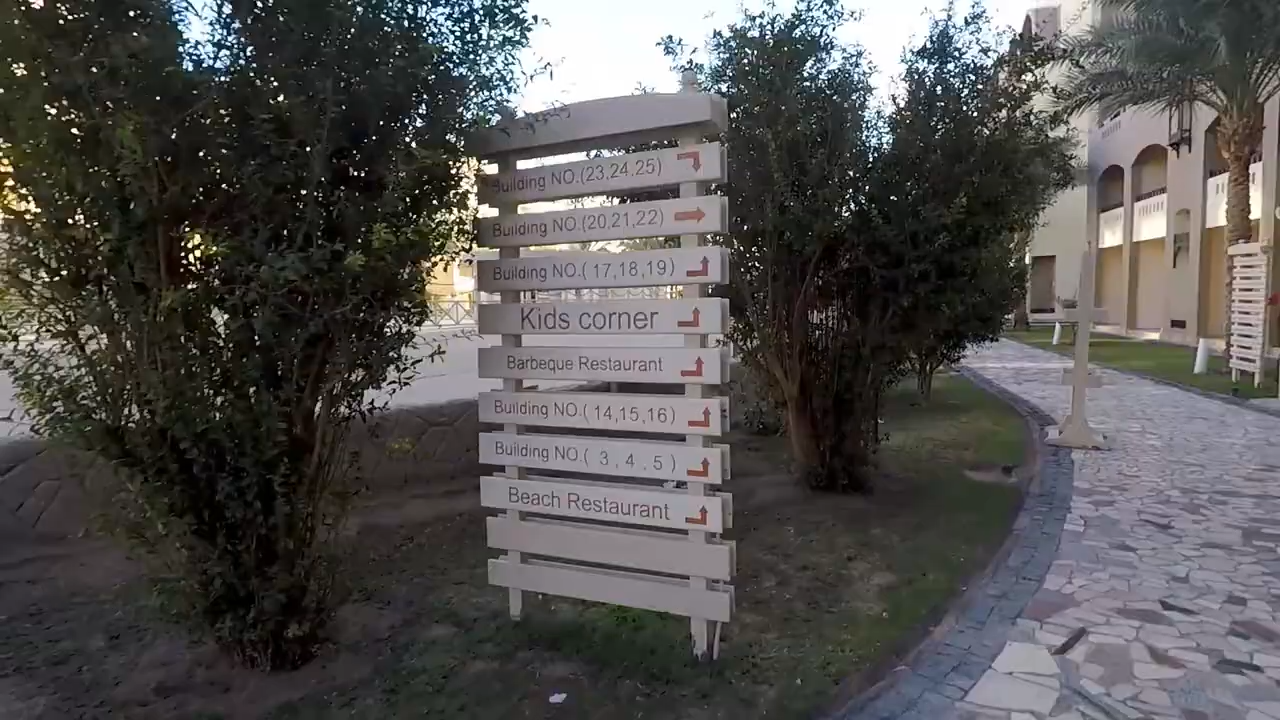 Building NO.(23,24,25)
Building NO.(20,21,22)
Building NO.( 17,18,19)
Kids corner
Barbeque Restaurant
Building NO.( 14,15,16)
Building NO.( 3 , 4 , 5 )
Beach Restaurant